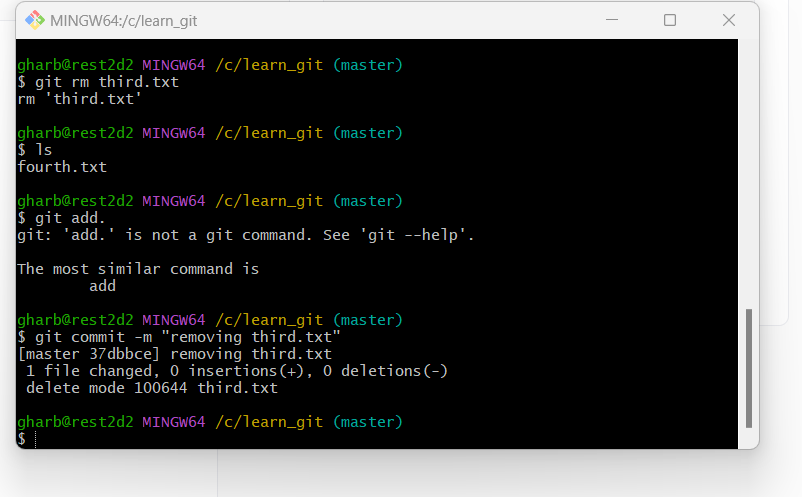 MINGW64:/c/learn_git
gharb@rest2d2 MINGW64 /c/learn_git (master)
$ git rm third.txt
rm 'third.txt'
gharb@rest2d2 MINGW64 /c/learn_git (master)
$ ls
fourth.txt
gharb@rest2d2 MINGW64 /c/learn_git (master)
$ git add.
git: 'add.' is not a git command. See 'git --help'.
The most similar command is
        add
gharb@rest2d2 MINGW64 /c/learn_git (master)
$ git commit -m "removing third.txt"
[master 37dbbce] removing third.txt
 1 file changed, 0 insertions(+), 0 deletions(-)
 delete mode 100644 third.txt
gharb@rest2d2 MINGW64 /c/learn_git (master)
$